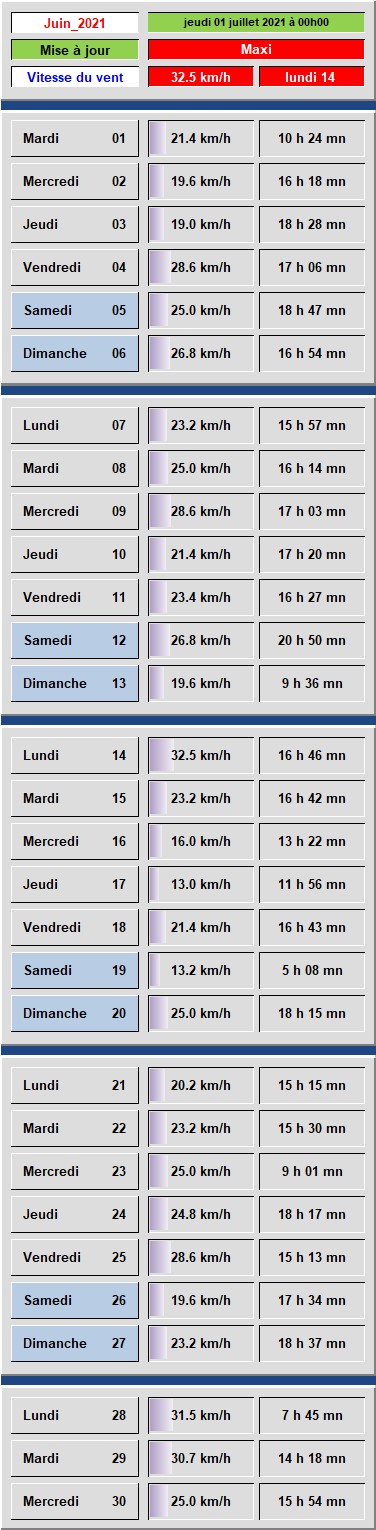 Juin_2021 jeudi 01 juillet 2021 à 00h00
Mise à jour Maxi
Vitesse du vent 32.5 km/h lundi 14
Mardi 01 21.4 km/h 10 h 24 mn
Mercredi 02 19.6 km/h 16 h 18 mn
Jeudi 03 19.0 km/h 18 h 28 mn
Vendredi 04 28.6 km/h 17 h 06 mn
Samedi 05 25.0 km/h 18 h 47 mn
Dimanche 06 26.8 km/h 16 h 54 mn
Lundi 07 23.2 km/h 15 h 57 mn
Mardi 08 25.0 km/h 16 h 14 mn
Mercredi 09 28.6 km/h 17 h 03 mn
Jeudi 10 21.4 km/h 17 h 20 mn
Vendredi 11 23.4 km/h 16 h 27 mn
Samedi 12 26.8 km/h 20 h 50 mn
Dimanche 13 19.6 km/h 9 h 36 mn
Lundi 14 32.5 km/h 16 h 46 mn
Mardi 15 23.2 km/h 16 h 42 mn
Mercredi 16 16.0 km/h 13 h 22 mn
Jeudi 17 13.0 km/h 11 h 56 mn
Vendredi 18 21.4 km/h 16 h 43 mn
Samedi 19 13.2 km/h 5 h 08 mn
Dimanche 20 25.0 km/h 18 h 15 mn
Lundi 21 20.2 km/h 15 h 15 mn
Mardi 22 23.2 km/h 15 h 30 mn
Mercredi 23 25.0 km/h 9 h 01 mn
Jeudi 24 24.8 km/h 18 h 17 mn
Vendredi 25 28.6 km/h 15 h 13 mn
Samedi 26 19.6 km/h 17 h 34 mn
Dimanche 27 23.2 km/h 18 h 37 mn
Lundi 28 31.5 km/h 7 h 45 mn
Mardi 29 30.7 km/h 14 h 18 mn
Mercredi 30 25.0 km/h 15 h 54 mn